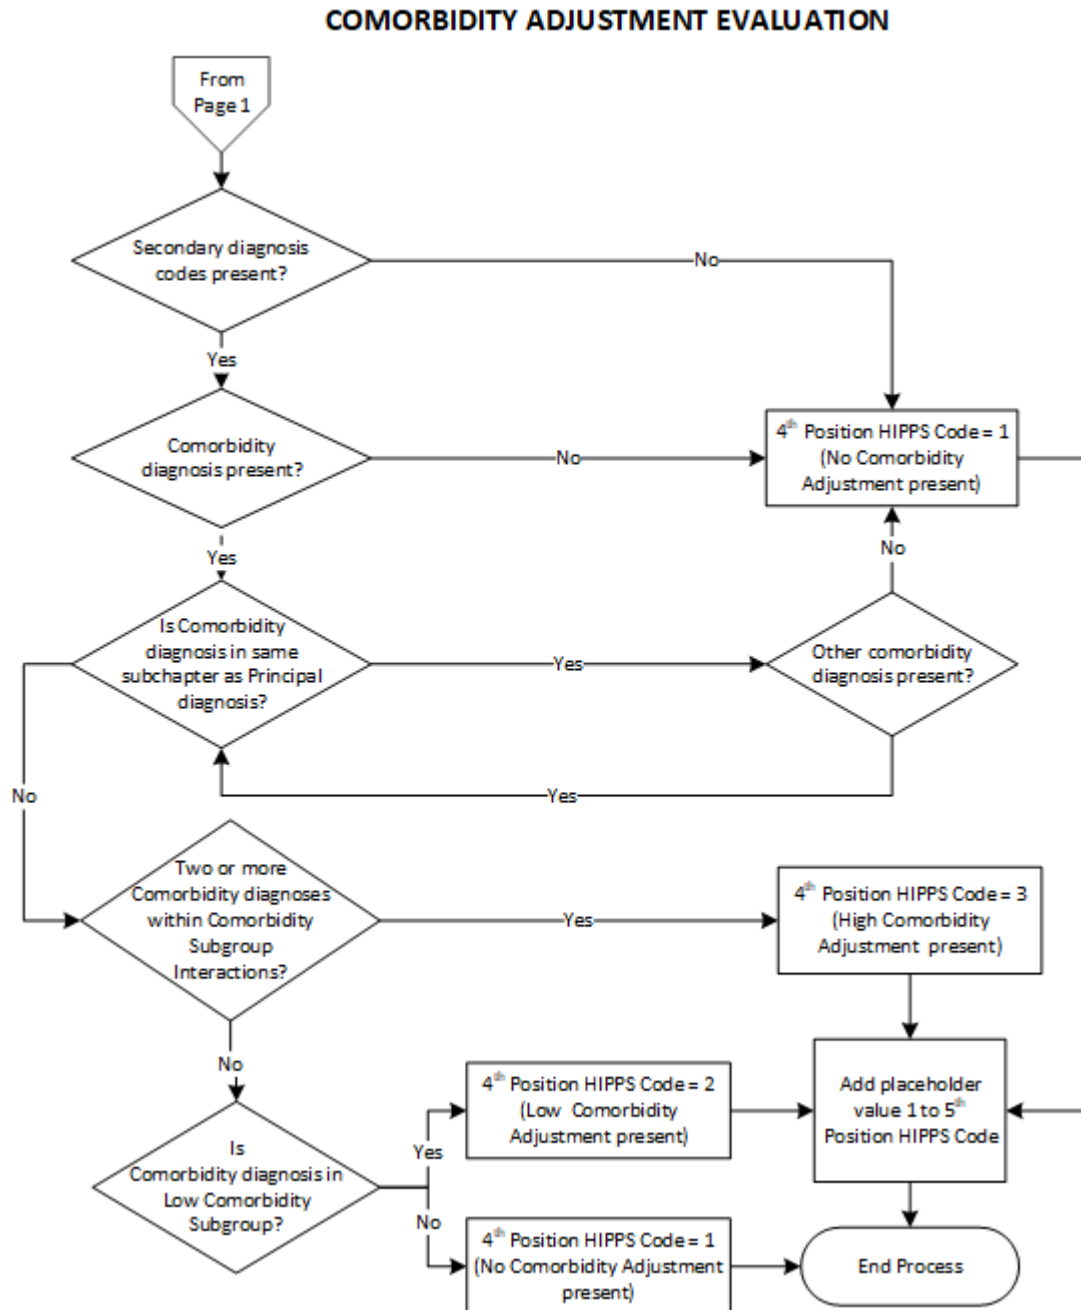 COMORBIDITY ADJUSTMENT EVALUATION
From
Page 1
Secondary diagnosis
codes present?
No
Yes
Comorbidity
diagnosis present?
No
4th Position HIPPS Code = 1
(No Comorbidity
Adjustment present)
Yes
No
Is Comorbidity
diagnosis in same
subchapter as Principal
diagnosis?
Yes
Other comorbidity
diagnosis present?
No
Yes
Two or more
Comorbidity diagnoses
within Comorbidity
Subgroup
Interactions?
Yes
4th Position HIPPS Code = 3
(High Comorbidity
Adjustment present)
No
4th Position HIPPS Code = 2
(Low Comorbidity
Adjustment present)
Add placeholder
value 1 to 5th
Position HIPPS Code
Is
Comorbidity diagnosis in
Low Comorbidity
Subgroup?
Yes
No
4th Position HIPPS Code = 1
(No Comorbidity Adjustment
present)
End Process